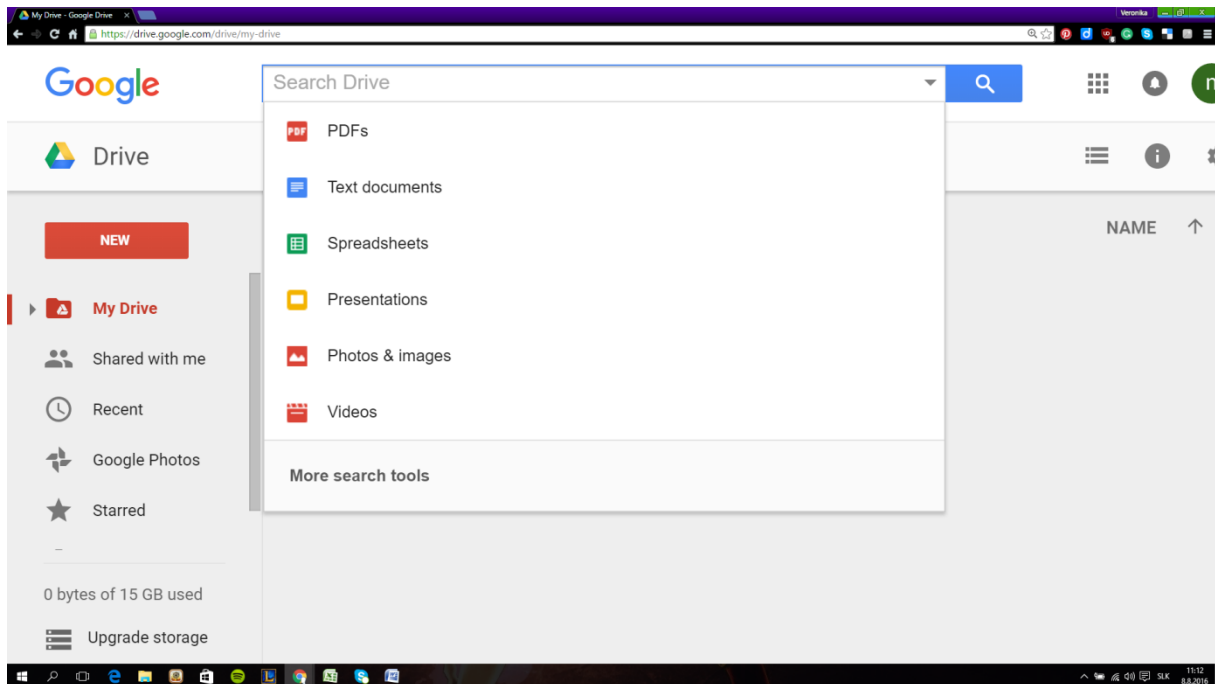 My Drive - Google Drive
Veronika
https://drive.google.com/drive/my-drive
Google
Search Drive
n
PDF PDFs
Drive
Text documents
NEW
Spreadsheets
NAME
Presentations
My Drive
Photos & images
Shared with me
Recent
Videos
Google Photos
More search tools
Starred
0 bytes of 15 GB used
Upgrade storage
SLK
11:12
8.8.2016